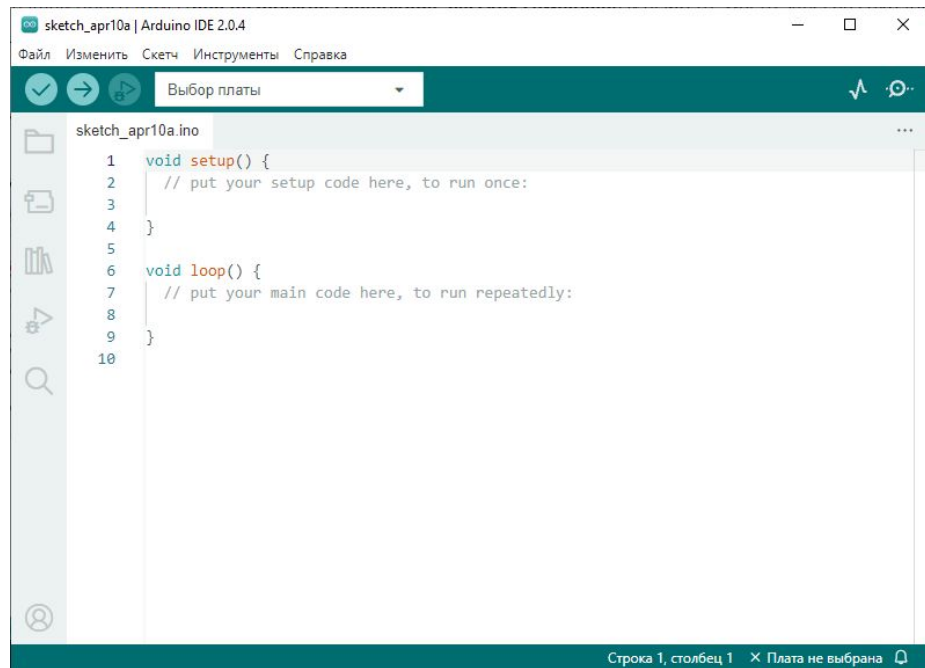 sketch_apr10a | Arduino IDE 2.0.4
Файл Изменить Скетч Инструменты Справка
Выбор платы
sketch_apr10a.ino
1 void setup() {
2 // put your setup code here, to run once:
3
4 }
5
6 void loop() {
7 // put your main code here, to run repeatedly:
8
9 }
10
Строка 1, столбец 1 × Плата не выбрана